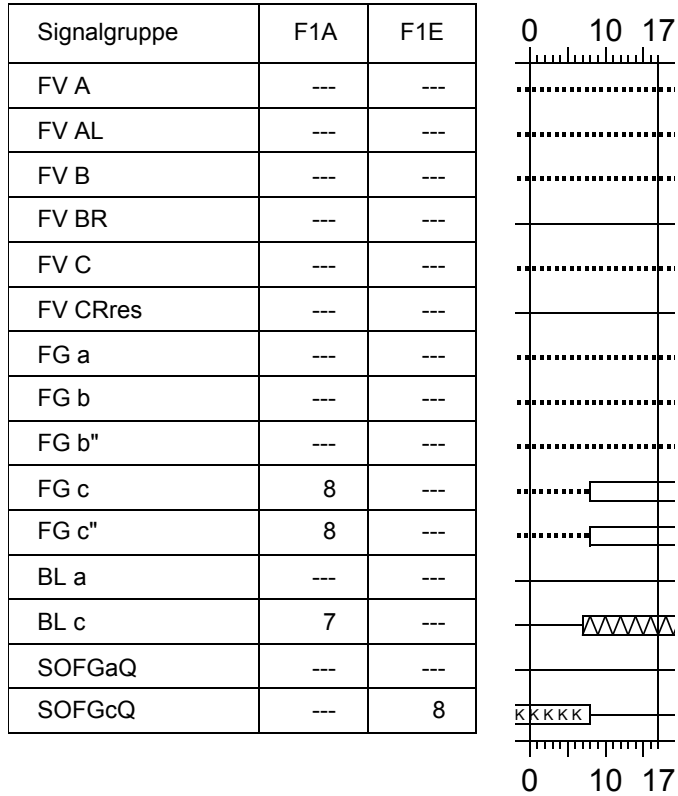 Signalgruppe F1A F1E 0 10 17
FV A --- ---
FV AL --- ---
FV B --- ---
FV BR --- ---
FV C --- ---
FV CRres --- ---
FG a --- ---
FG b --- ---
FG b" --- ---
FG c 8 ---
FG c" 8 ---
BL a --- ---
BL c 7 ---
SOFGaQ --- ---
SOFGcQ --- 8 K K K K K
0 10 17